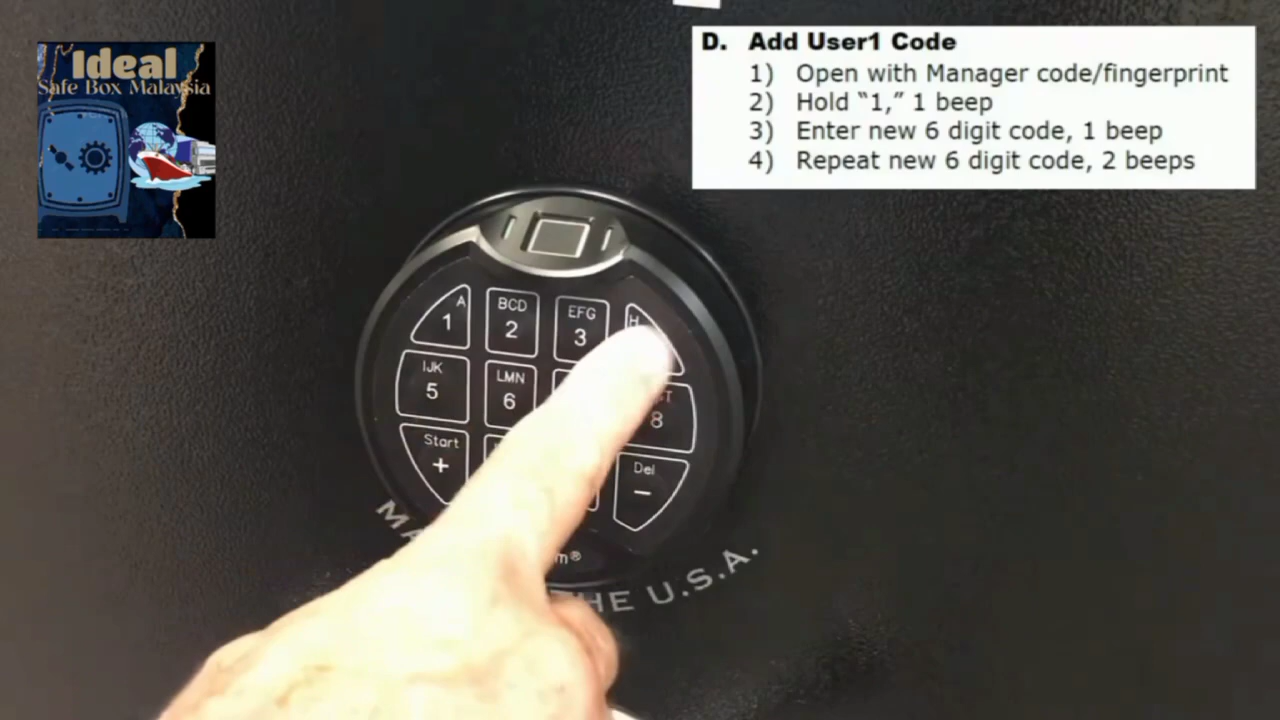 Ideal
Safe Box Malaysia
D. Add User1 Code
1) Open with Manager code/fingerprint
2) Hold “1,” 1 beep
3) Enter new 6 digit code, 1 beep
4) Repeat new 6 digit code, 2 beeps
A
1
BCD
2
EFG
3
H
IJK
5
LMN
6
8
Start
+
Del
−
THE U.S.A.